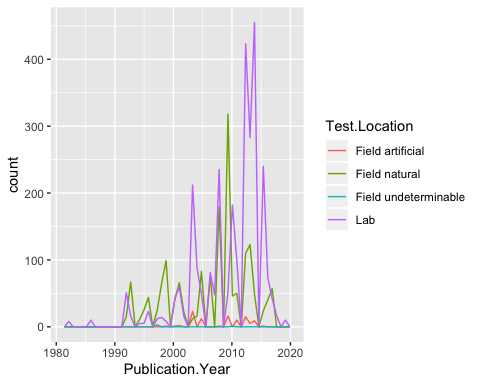 400
300
200
100
0
count
1980
1990
2000
2010
2020
Publication.Year
Test.Location
Field artificial
Field natural
Field undeterminable
Lab